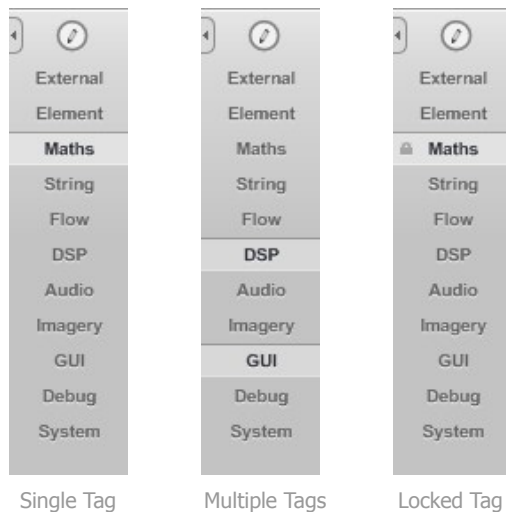 External
Element
Maths
String
Flow
DSP
Audio
Imagery
GUI
Debug
System
Single Tag
External
Element
Maths
String
Flow
DSP
Audio
Imagery
GUI
Debug
System
Multiple Tags
External
Element
Maths
String
Flow
DSP
Audio
Imagery
GUI
Debug
System
Locked Tag